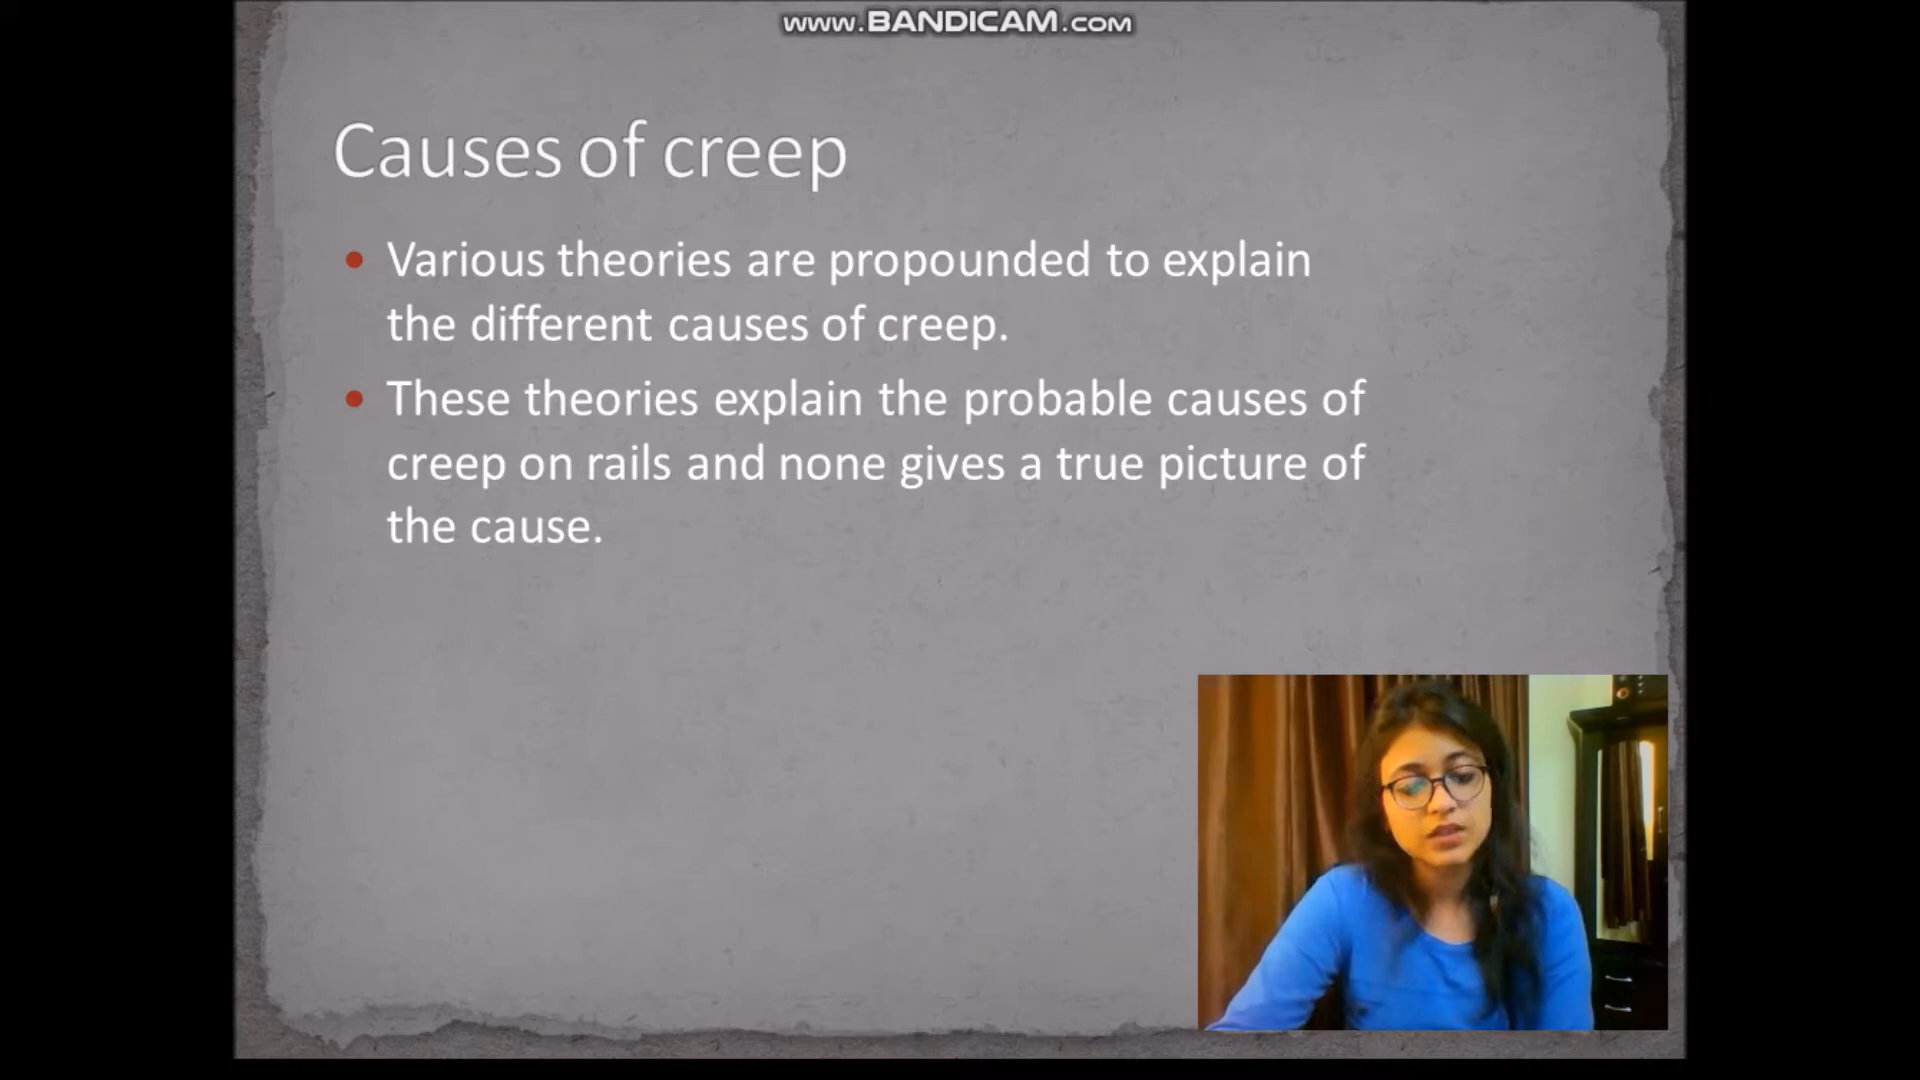 www.BANDICAM.com
Causes of creep
• Various theories are propounded to explain
the different causes of creep.
• These theories explain the probable causes of
creep on rails and none gives a true picture of
the cause.